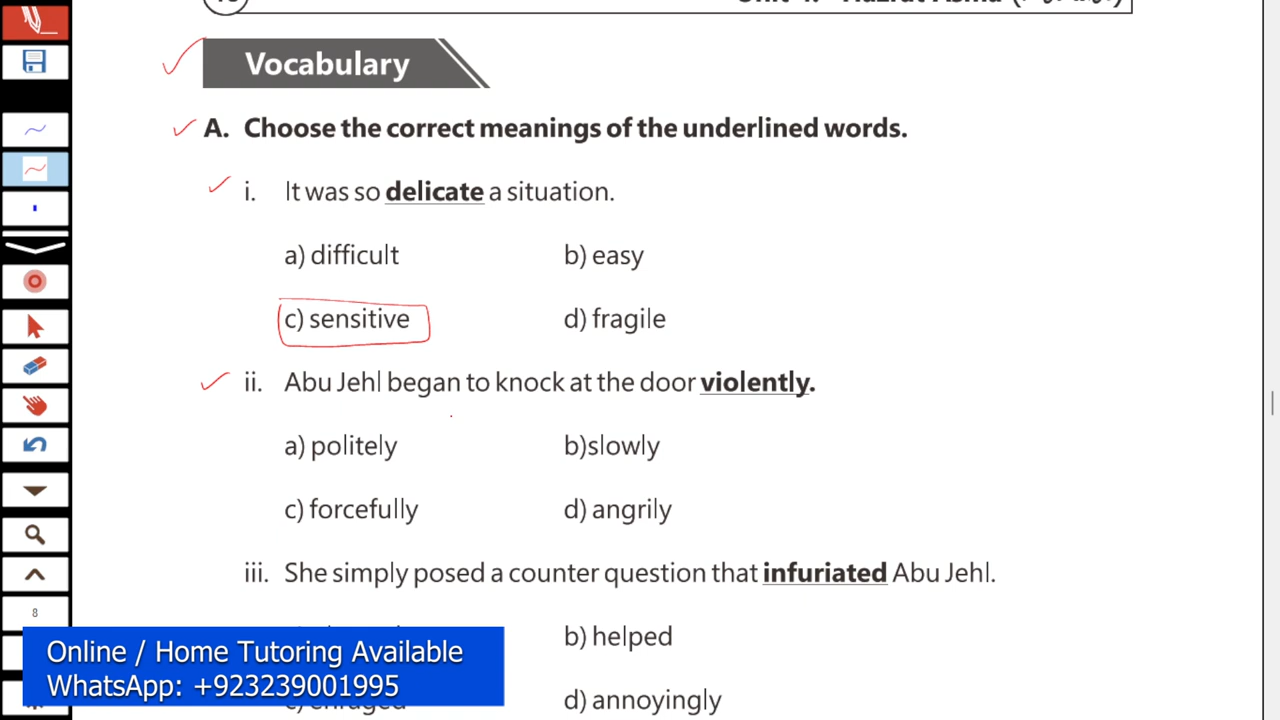 Vocabulary
A. Choose the correct meanings of the underlined words.
i. It was so delicate a situation.
a) difficult b) easy
c) sensitive d) fragile
ii. Abu Jehl began to knock at the door violently.
a) politely b)slowly
c) forcefully d) angrily
iii. She simply posed a counter question that infuriated Abu Jehl.
b) helped
d) annoyingly
8
Online / Home Tutoring Available
WhatsApp: +923239001995